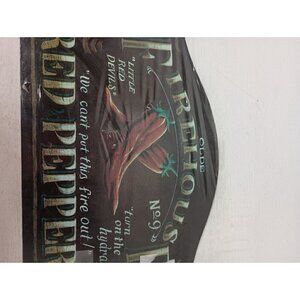 OLDE
FIREHOUSE
"LITTLE
RED
DEVILS"
No. 9
"turn
on the
hydra
RED PEPPER
"We can't put this fire out!"